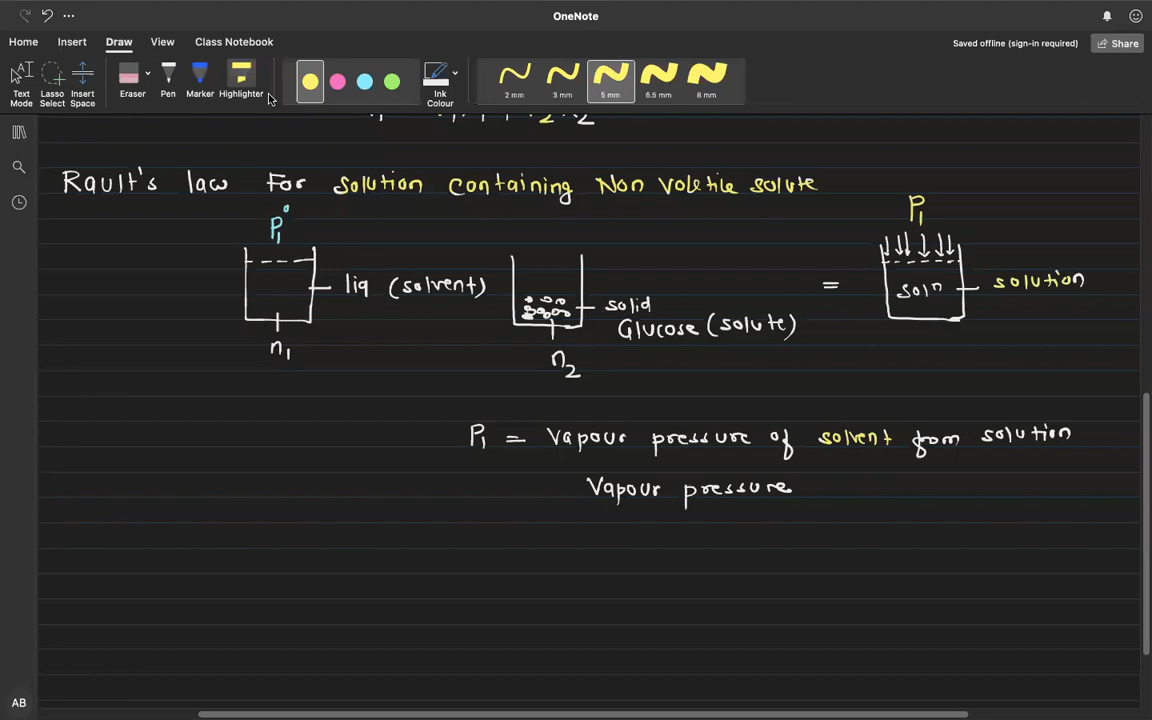 OneNote
Home Insert Draw View Class Notebook
Saved offline (sign-in required) Share
Text Mode Lasso Select Insert Space Eraser Pen Marker Highlighter Ink Colour 2 mm 3 mm 5 mm 6.5 mm 8 mm
Rault's law For solution containing Non Voletile solute
P₁°
P₁
liq (solvent)
=
soln
solution
solid
Glucose (solute)
n₁
n₂
P₁ = Vapour pressure of solvent from solution
Vapour pressure
AB